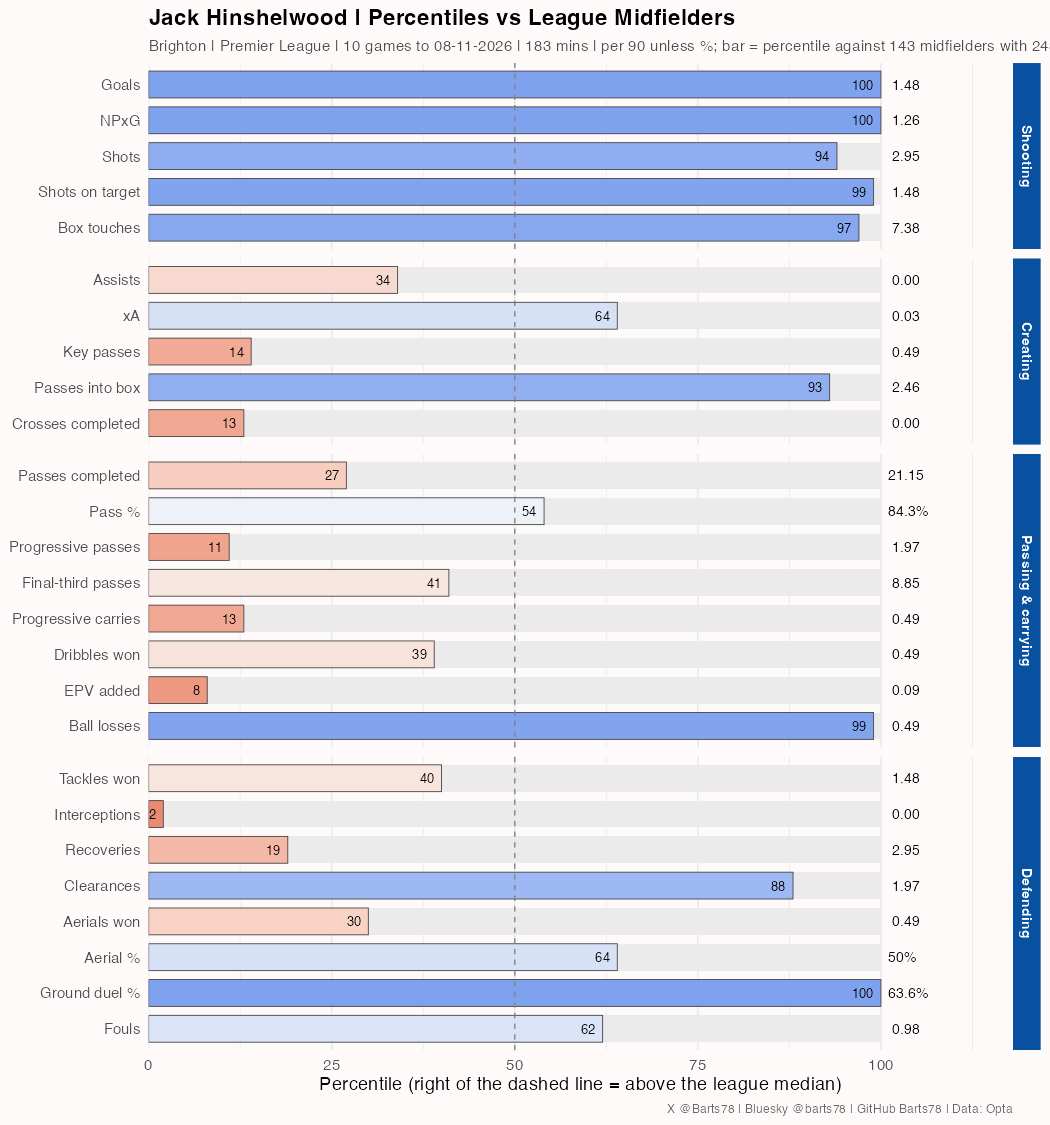 Jack Hinshelwood | Percentiles vs League Midfielders
Brighton | Premier League | 10 games to 08-11-2026 | 183 mins | per 90 unless %; bar = percentile against 143 midfielders with 24
Shooting
Goals 100 1.48
NPxG 100 1.26
Shots 94 2.95
Shots on target 99 1.48
Box touches 97 7.38
Creating
Assists 34 0.00
xA 64 0.03
Key passes 14 0.49
Passes into box 93 2.46
Crosses completed 13 0.00
Passing & carrying
Passes completed 27 21.15
Pass % 54 84.3%
Progressive passes 11 1.97
Final-third passes 41 8.85
Progressive carries 13 0.49
Dribbles won 39 0.49
EPV added 8 0.09
Ball losses 99 0.49
Defending
Tackles won 40 1.48
Interceptions 2 0.00
Recoveries 19 2.95
Clearances 88 1.97
Aerials won 30 0.49
Aerial % 64 50%
Ground duel % 100 63.6%
Fouls 62 0.98
0 25 50 75 100
Percentile (right of the dashed line = above the league median)
X @Barts78 | Bluesky @barts78 | GitHub Barts78 | Data: Opta